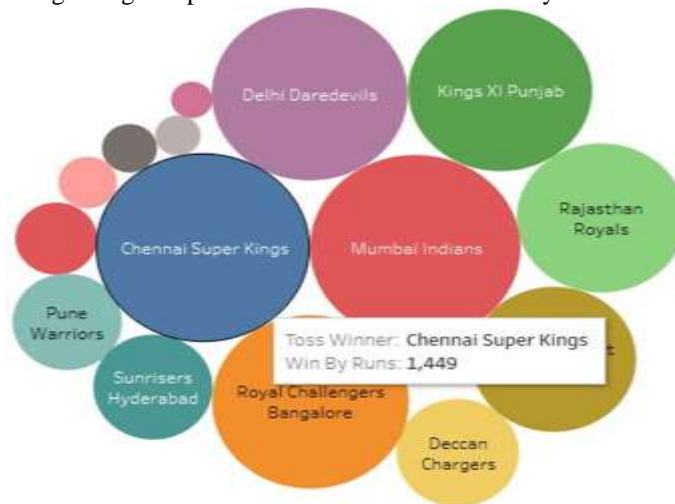 Delhi Daredevils
Kings XI Punjab
Rajasthan
Royals
Chennai Super Kings
Mumbai Indians
Pune
Warriors
Toss Winner: Chennai Super Kings
Win By Runs: 1,449
Sunrisers
Hyderabad
Royal Challengers
Bangalore
Deccan
Chargers